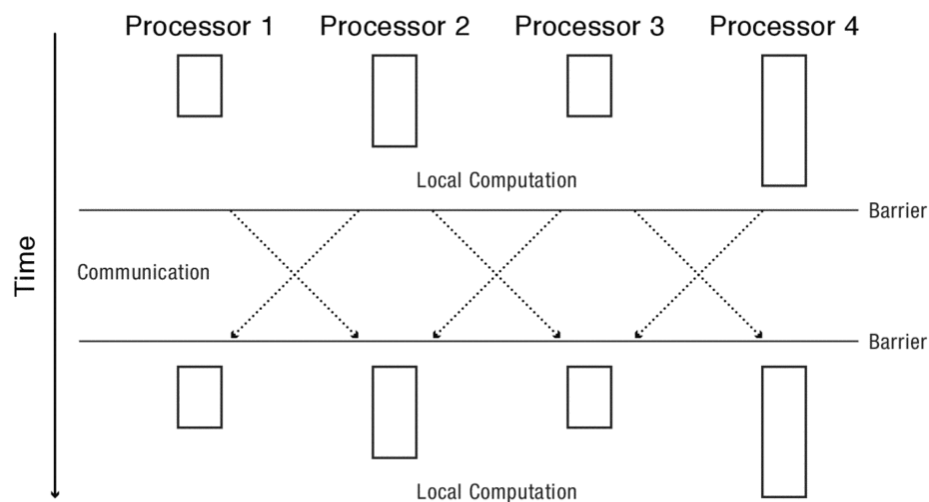 Processor 1 Processor 2 Processor 3 Processor 4
Local Computation
Barrier
Time
Communication
Barrier
Local Computation